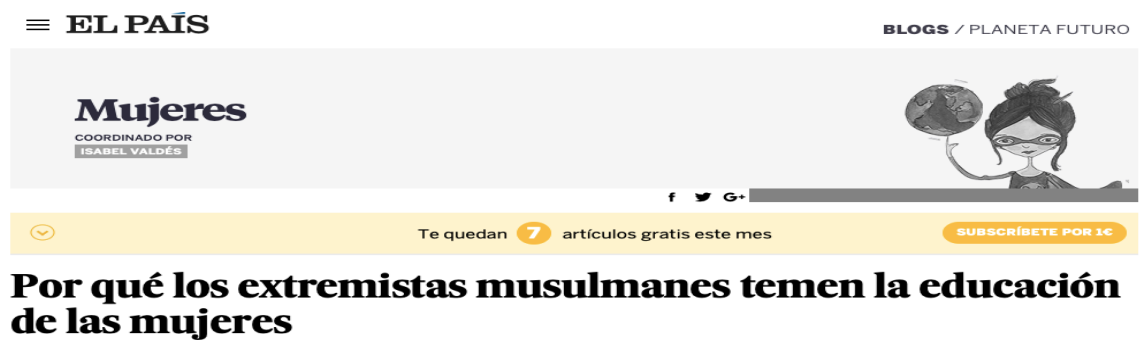 EL PAÍS
BLOGS / PLANETA FUTURO
Mujeres
COORDINADO POR
ISABEL VALDÉS
f G+
Te quedan 7 artículos gratis este mes
SUBSCRÍBETE POR 1€
Por qué los extremistas musulmanes temen la educación
de las mujeres